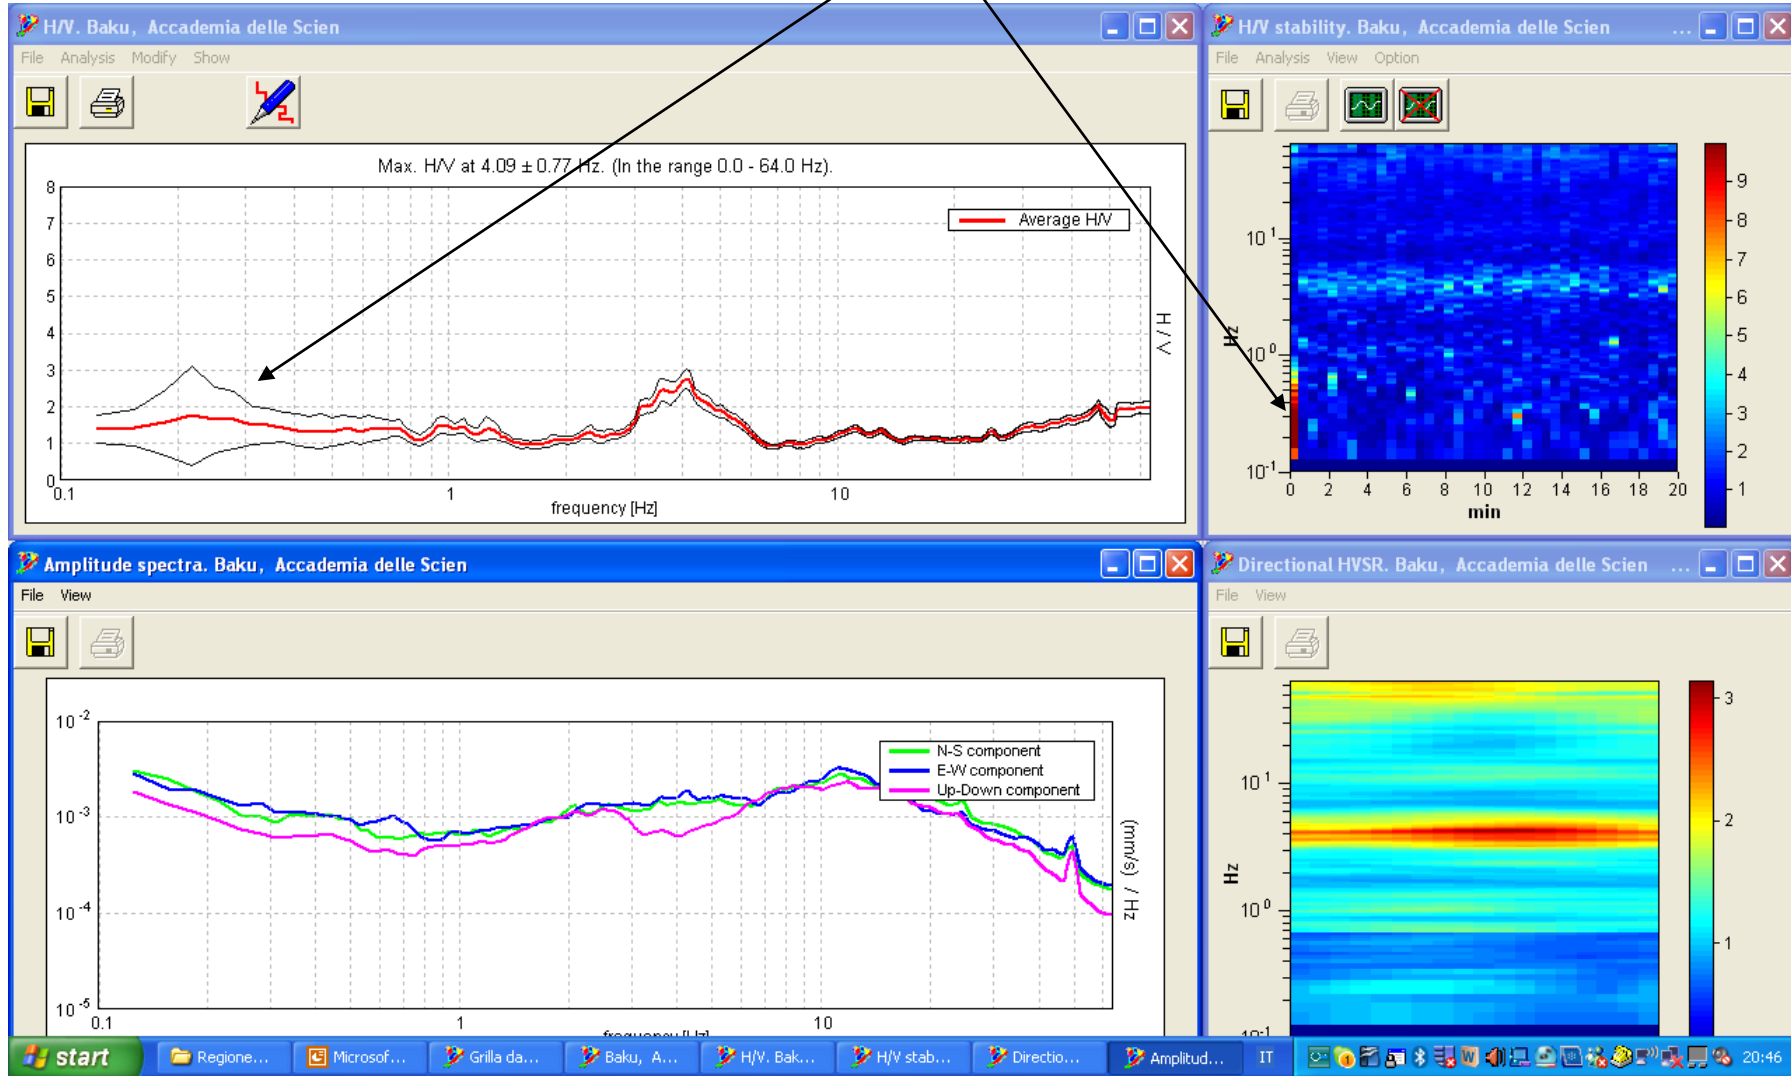 H/V. Baku, Accademia delle Scien
File Analysis Modify Show
Max. H/V at 4.09 ± 0.77 Hz. (In the range 0.0 - 64.0 Hz).
Average H/V
8
7
6
5
4
3
2
1
0
0.1 1 10
frequency [Hz]
H / V
H/V stability. Baku, Accademia delle Scien ...
File Analysis View Option
Hz
10^1
10^0
10^-1
0 2 4 6 8 10 12 14 16 18 20
min
9
8
7
6
5
4
3
2
1
Amplitude spectra. Baku, Accademia delle Scien
File View
N-S component
E-W component
Up-Down component
10^-2
10^-3
10^-4
10^-5
0.1 1 10
frequency [Hz]
(mm/s) / Hz
Directional HVSR. Baku, Accademia delle Scien ...
File View
Hz
10^1
10^0
10^-1
3
2
1
start Regione... Microsof... Grilla da... Baku, A... H/V. Bak... H/V stab... Directio... Amplitud... IT 20:46